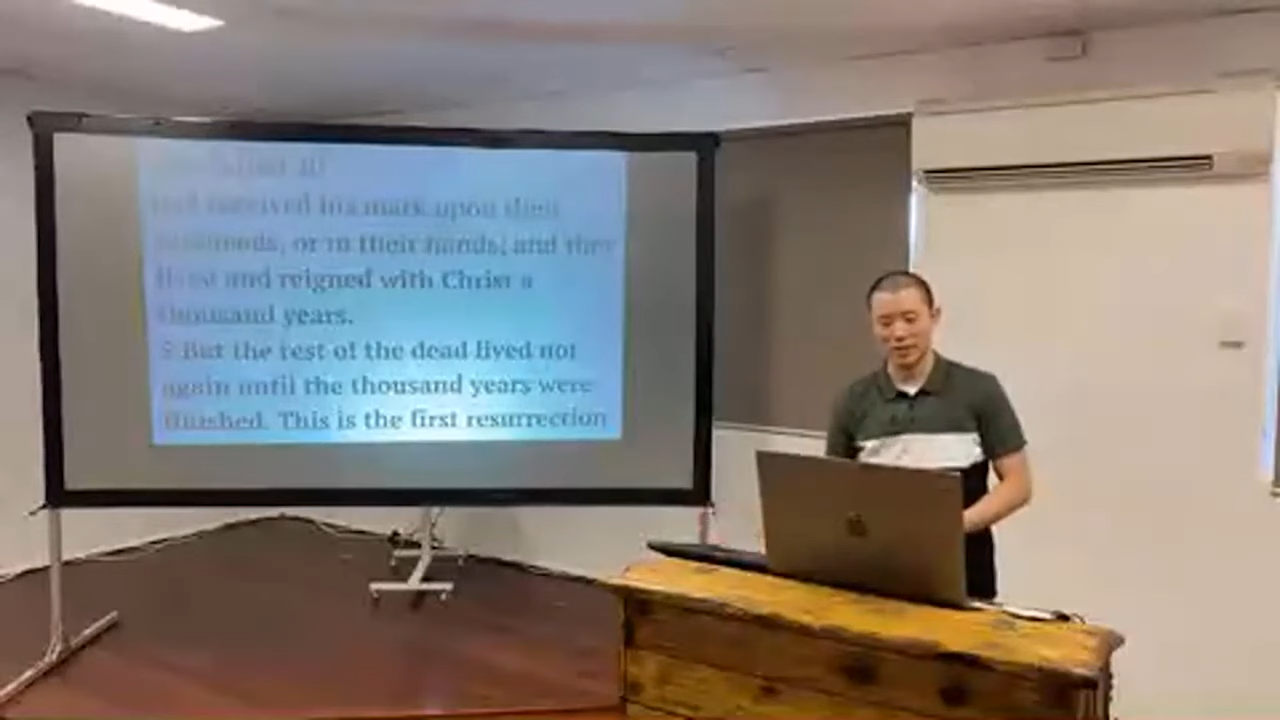 received his mark upon their
or in their hands; and they
lived and reigned with Christ a
thousand years.
5 But the rest of the dead lived not
again until the thousand years were
finished. This is the first resurrection